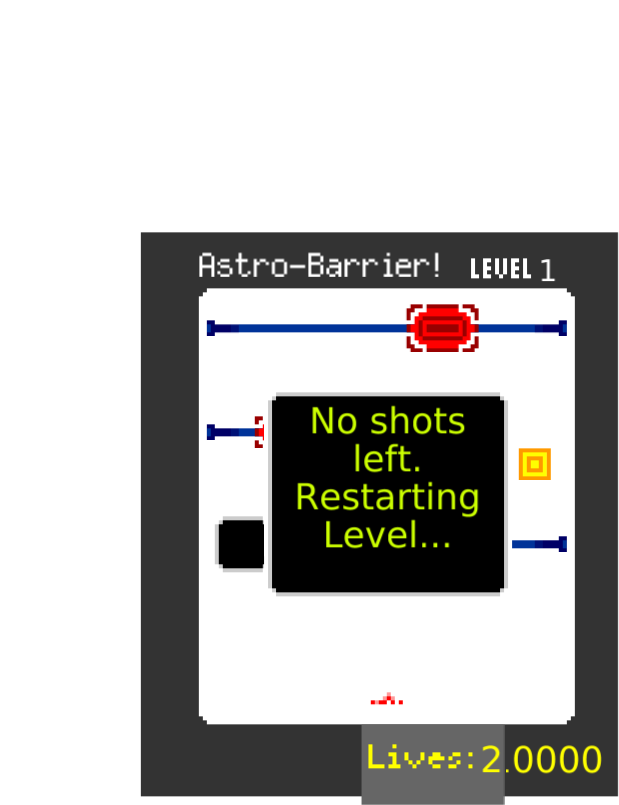 Astro-Barrier! LEVEL 1
No shots
left.
Restarting
Level...
Lives:2.0000